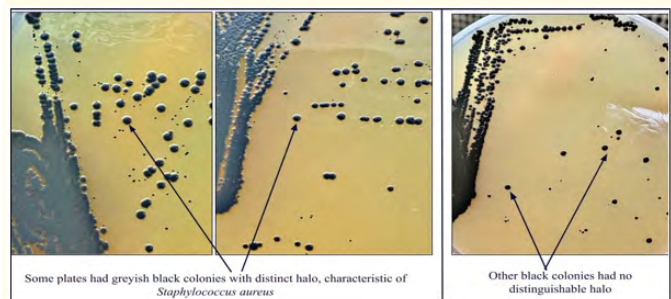 Some plates had greyish black colonies with distinct halo, characteristic of
Staphylococcus aureus
Other black colonies had no
distinguishable halo